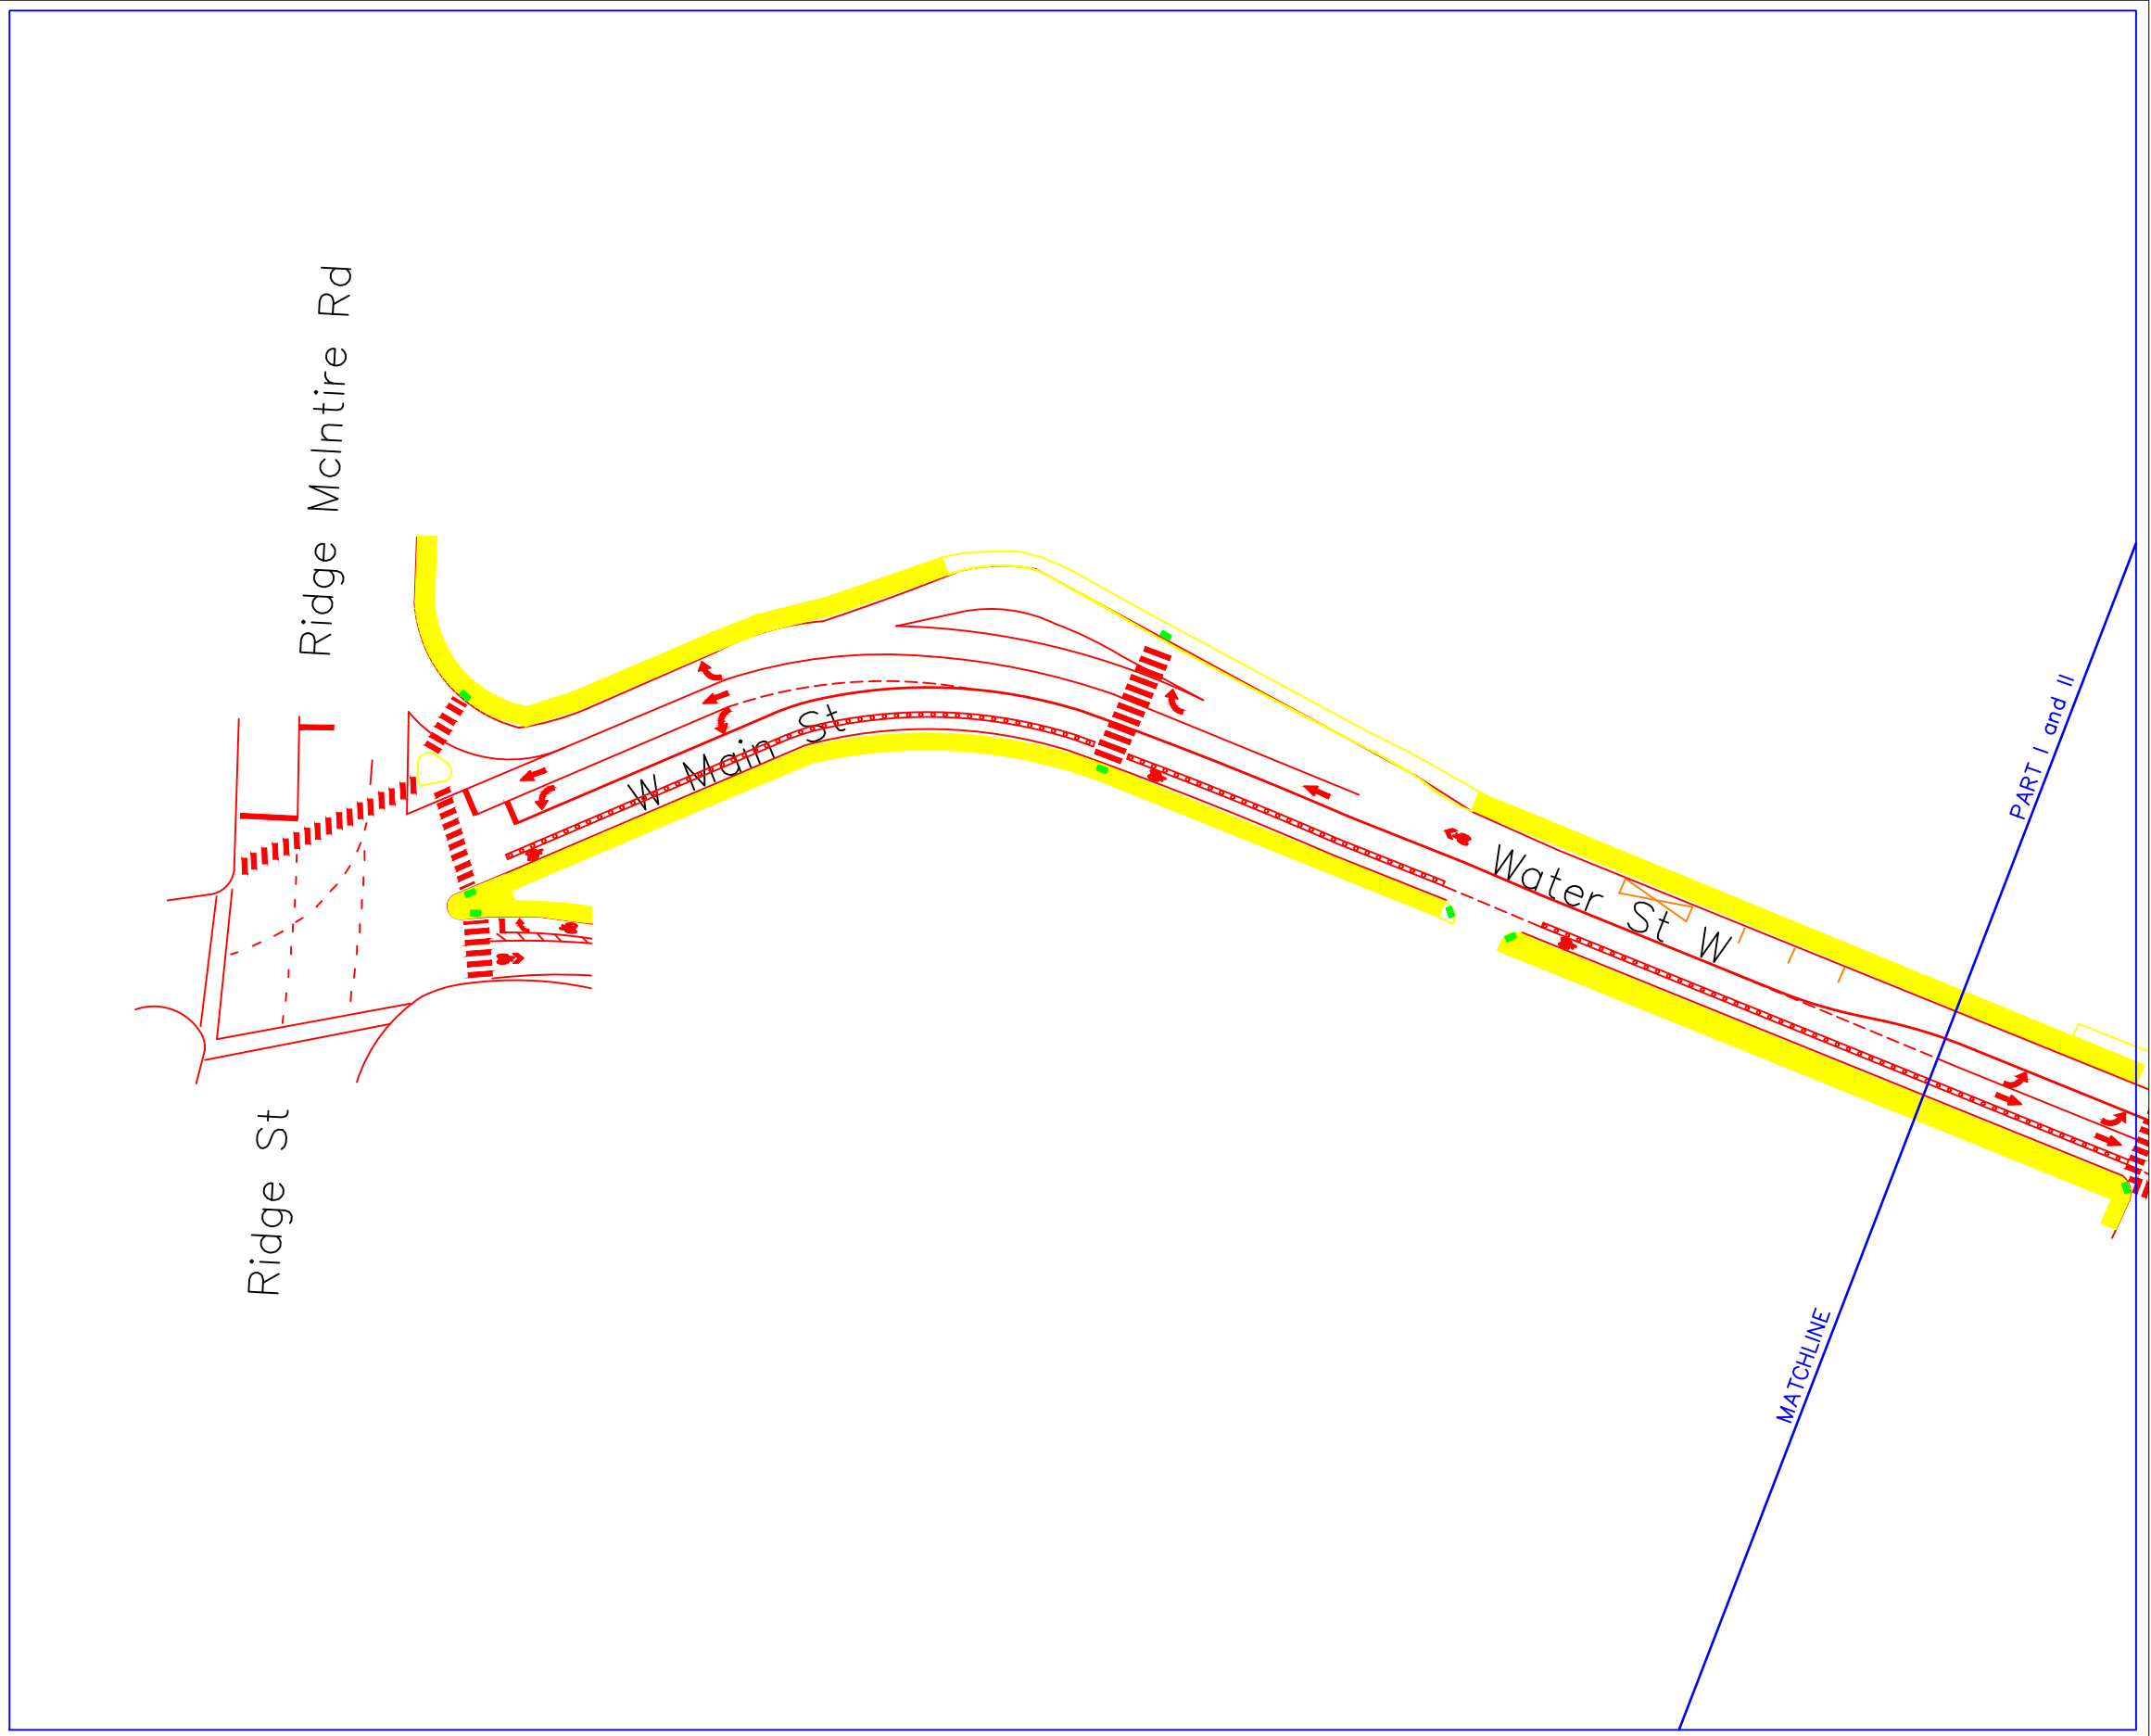 Ridge McIntire Rd
W Main St
Water St W
PART I and II
Ridge St
MATCHLINE